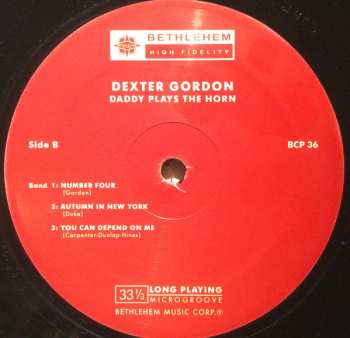 BETHLEHEM
HIGH FIDELITY
DEXTER GORDON
DADDY PLAYS THE HORN
Side B
BCP 36
Band 1: NUMBER FOUR
(Gordon)
2: AUTUMN IN NEW YORK
(Duke)
3: YOU CAN DEPEND ON ME
(Carpenter-Dunlap-Hines)
33 1/3 LONG PLAYING
MICROGROOVE
BETHLEHEM MUSIC CORP.®